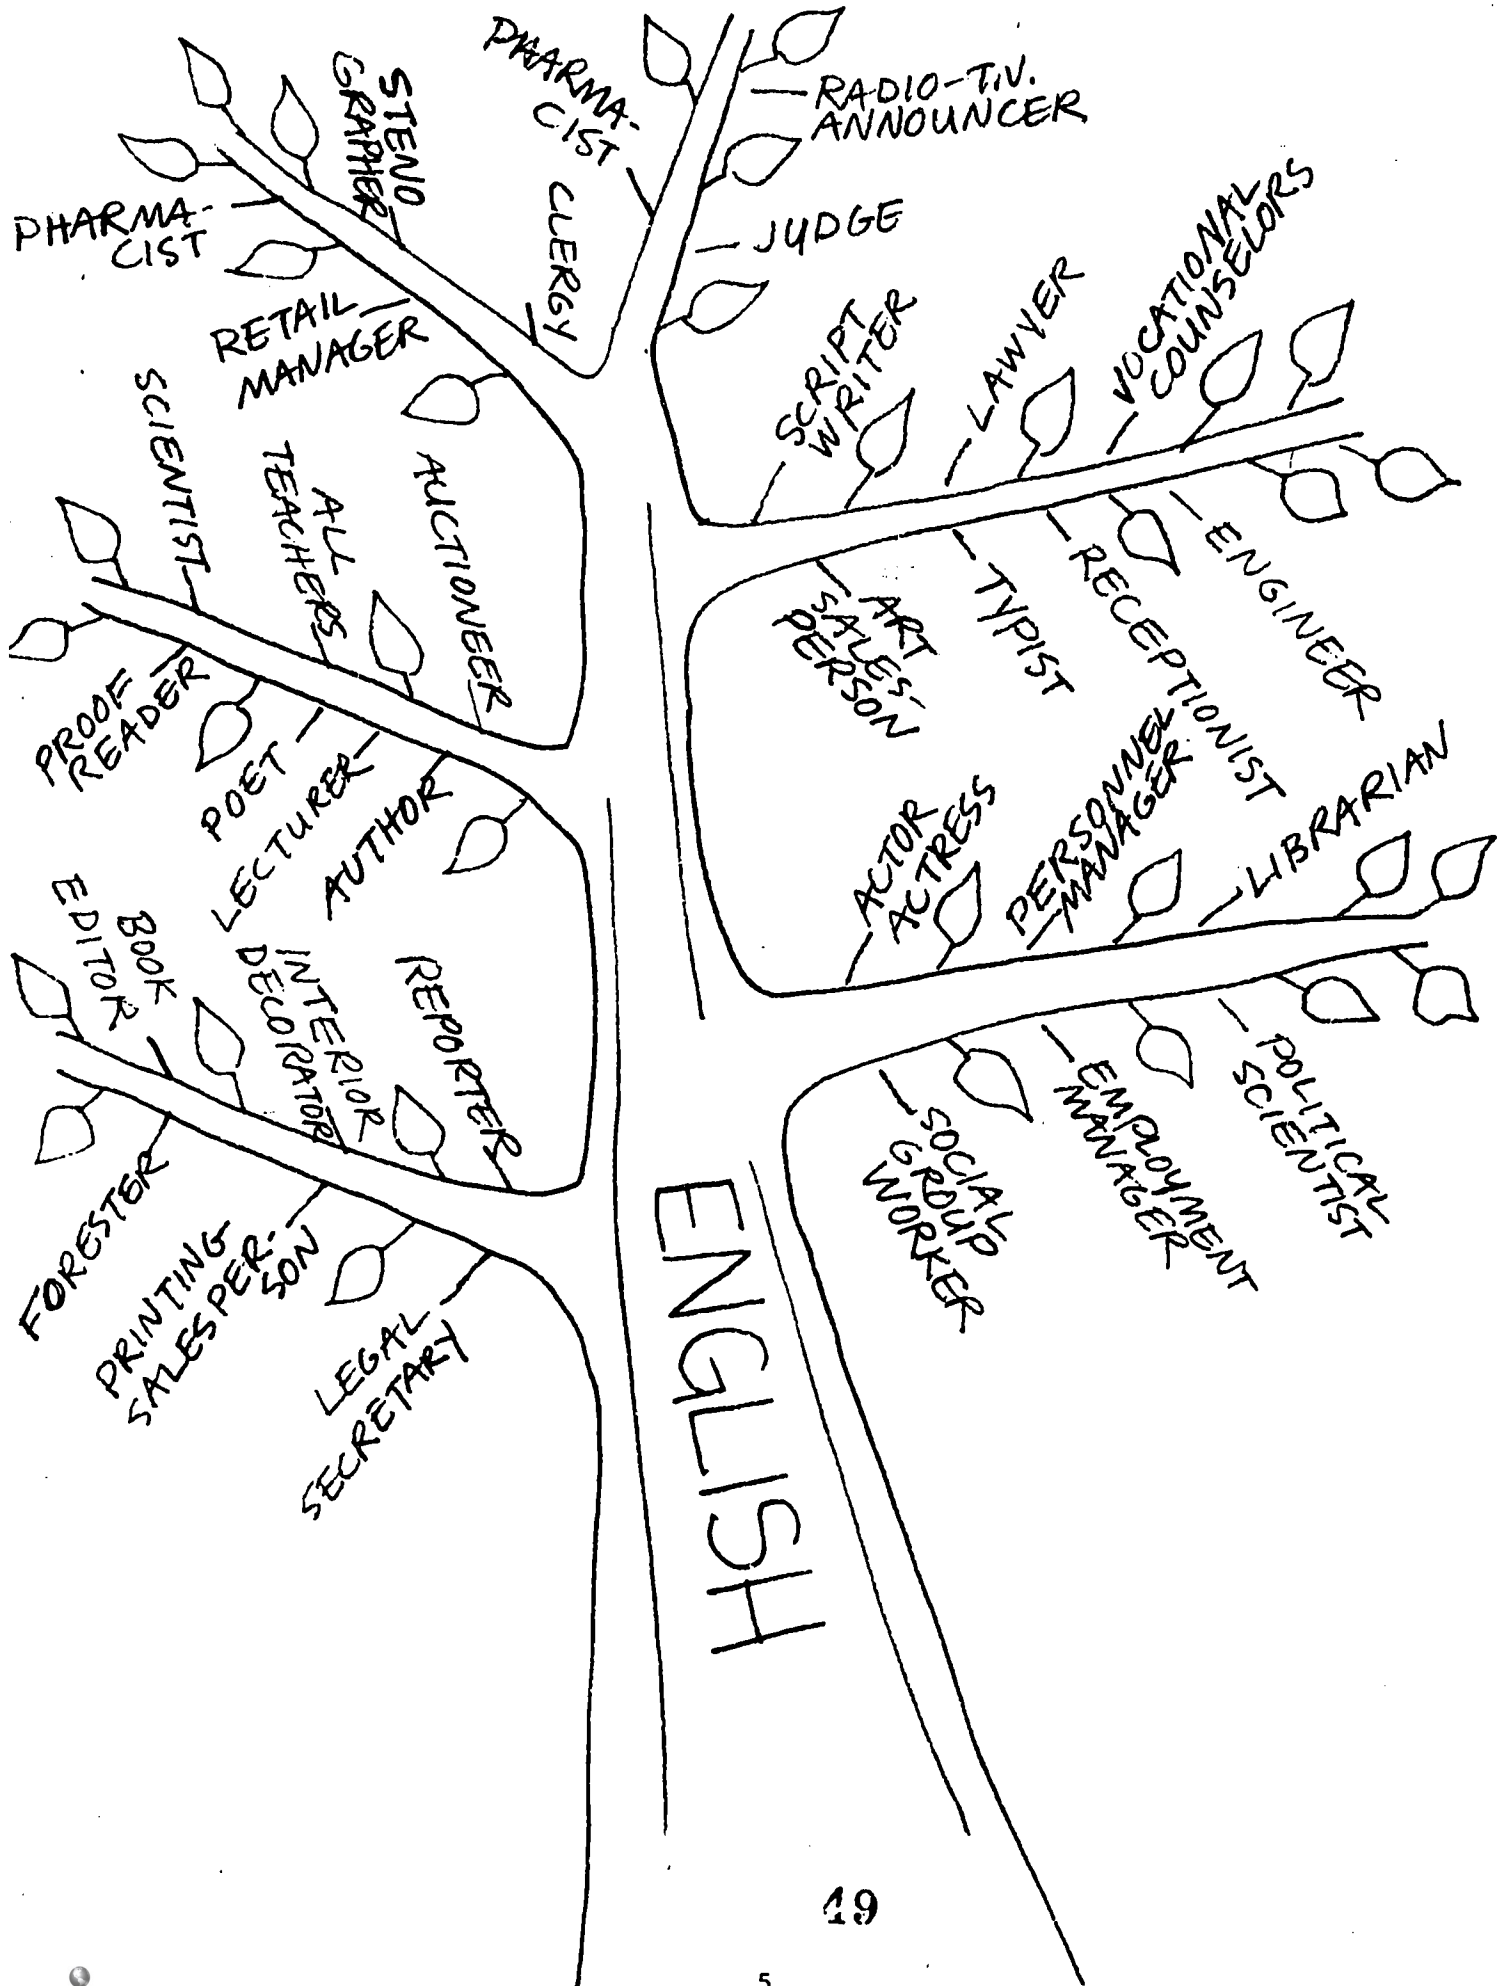 PHARMA-
CIST
STENO
GRAPHER
PHARMA-
CIST
CLERGY
RADIO-T.V.
ANNOUNCER
JUDGE
RETAIL
MANAGER
SCRIPT
WRITER
LAWYER
VOCATIONAL
COUNSELORS
SCIENTIST
ALL
TEACHERS
AUCTIONEER
ART
SALES-
PERSON
TYPIST
RECEPTIONIST
ENGINEER
PROOF
READER
POET
LECTURER
AUTHOR
ACTOR
ACTRESS
PERSONNEL
MANAGER
LIBRARIAN
BOOK
EDITOR
INTERIOR
DECORATOR
REPORTER
SOCIAL
GROUP
WORKER
EMPLOYMENT
MANAGER
POLITICAL
SCIENTIST
FORESTER
PRINTING
SALESPER-
SON
LEGAL
SECRETARY
ENGLISH
49
5